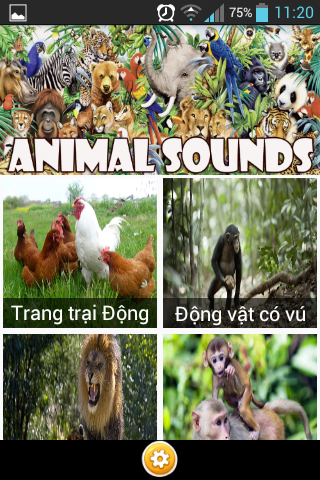 75% 11:20
ANIMAL SOUNDS
Trang trại Động
Động vật có vú